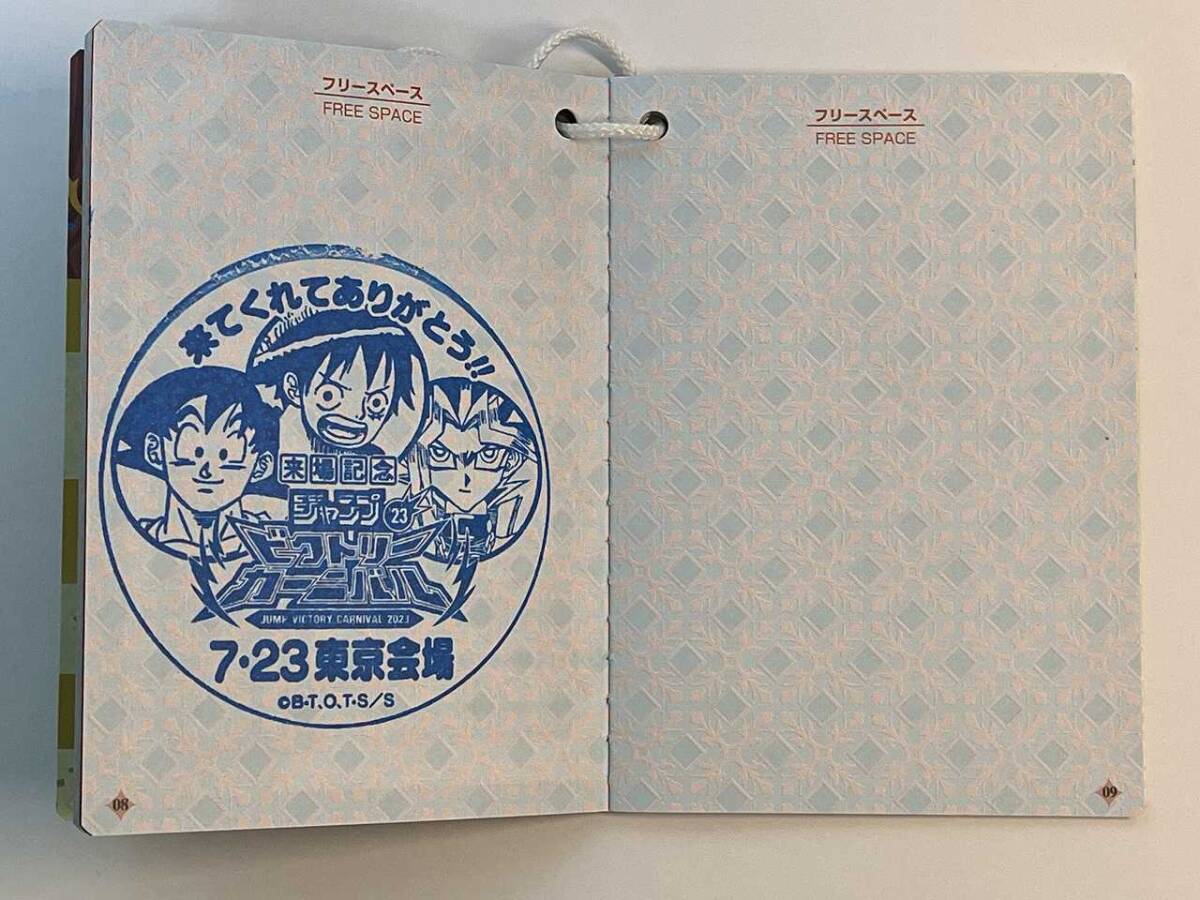 フリースペース
FREE SPACE
来てくれてありがとう!!
来場記念
ジャンプ
23
ビクトリー
カーニバル
JUMP VICTORY CARNIVAL 2023
7・23東京会場
©B・T、O、T・S/S
08
フリースペース
FREE SPACE
09